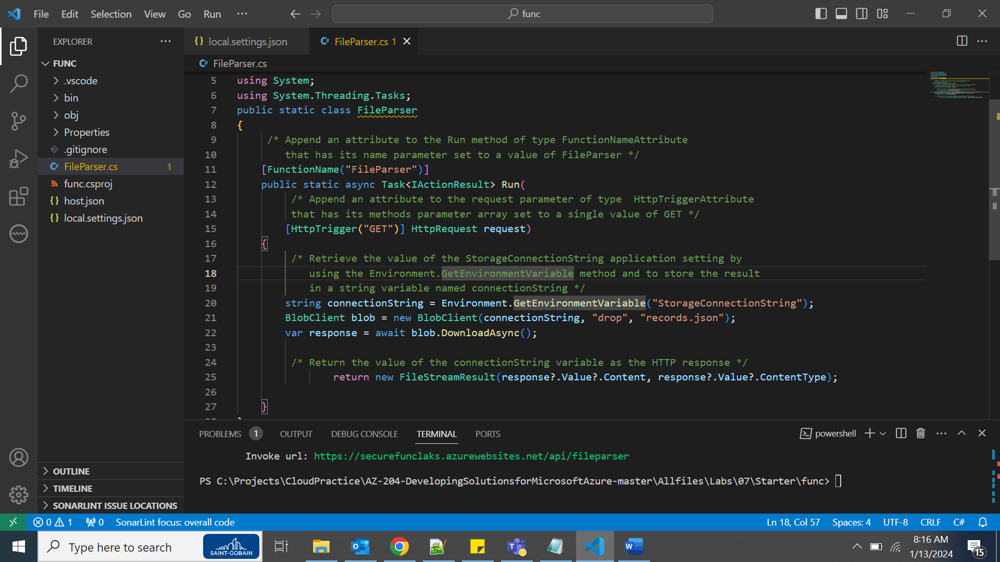 File Edit Selection View Go Run ···
func
EXPLORER ···
local.settings.json
FileParser.cs 1
FUNC
FileParser.cs
.vscode
bin
obj
Properties
.gitignore
FileParser.cs 1
func.csproj
host.json
local.settings.json
5 using System;
6 using System.Threading.Tasks;
7 public static class FileParser
8 {
9 /* Append an attribute to the Run method of type FunctionNameAttribute
10 that has its name parameter set to a value of FileParser */
11 [FunctionName("FileParser")]
12 public static async Task<IActionResult> Run(
13 /* Append an attribute to the request parameter of type  HttpTriggerAttribute
14 that has its methods parameter array set to a single value of GET */
15 [HttpTrigger("GET")] HttpRequest request)
16 {
17 /* Retrieve the value of the StorageConnectionString application setting by
18 using the Environment.GetEnvironmentVariable method and to store the result
19 in a string variable named connectionString */
20 string connectionString = Environment.GetEnvironmentVariable("StorageConnectionString");
21 BlobClient blob = new BlobClient(connectionString, "drop", "records.json");
22 var response = await blob.DownloadAsync();
23
24 /* Return the value of the connectionString variable as the HTTP response */
25 return new FileStreamResult(response?.Value?.Content, response?.Value?.ContentType);
26
27 }
PROBLEMS 1 OUTPUT DEBUG CONSOLE TERMINAL PORTS
powershell
Invoke url: https://securefunclaks.azurewebsites.net/api/fileparser
PS C:\Projects\CloudPractice\AZ-204-DevelopingSolutionsforMicrosoftAzure-master\Allfiles\Labs\07\Starter\func>
OUTLINE
TIMELINE
SONARLINT ISSUE LOCATIONS
0 1 0 SonarLint focus: overall code
Ln 18, Col 57 Spaces: 4 UTF-8 CRLF C#
Type here to search
SAINT-GOBAIN
8:16 AM
1/13/2024
15